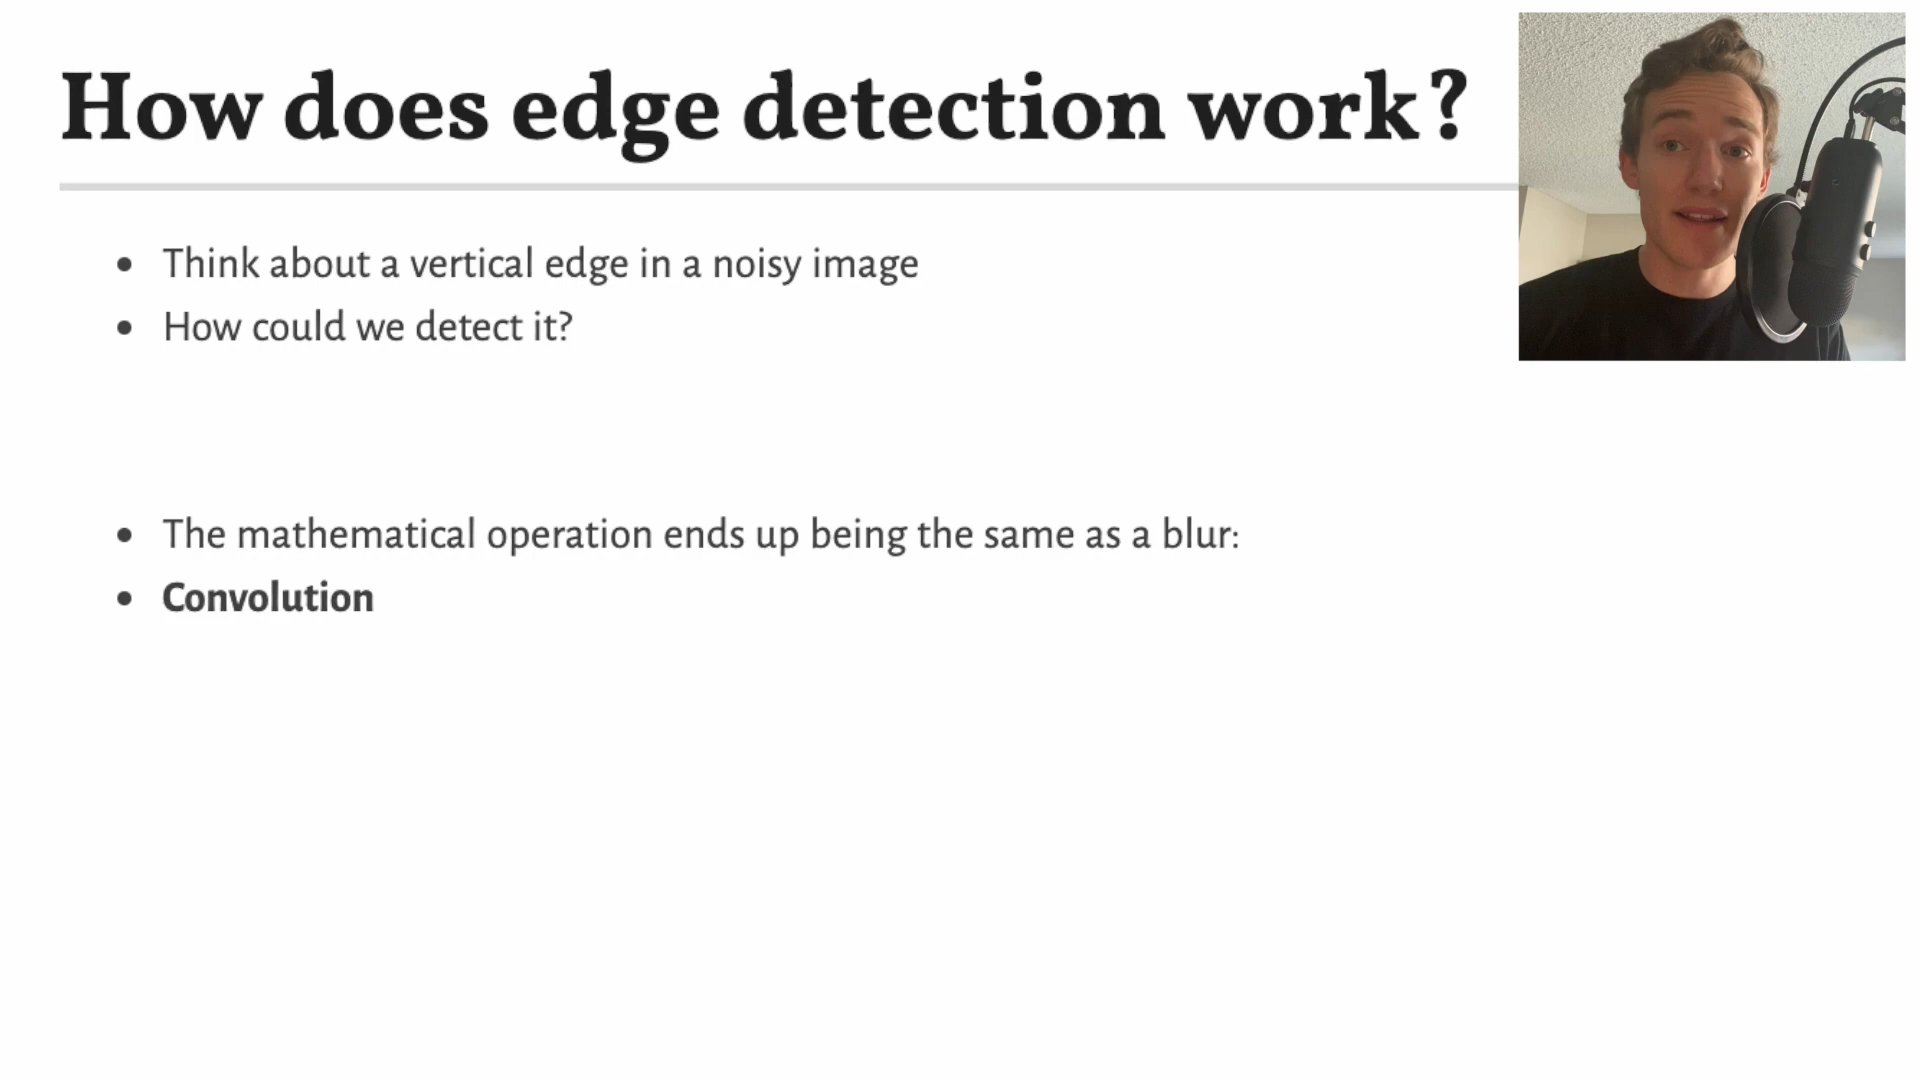 How does edge detection work?
Think about a vertical edge in a noisy image
How could we detect it?
The mathematical operation ends up being the same as a blur:
Convolution